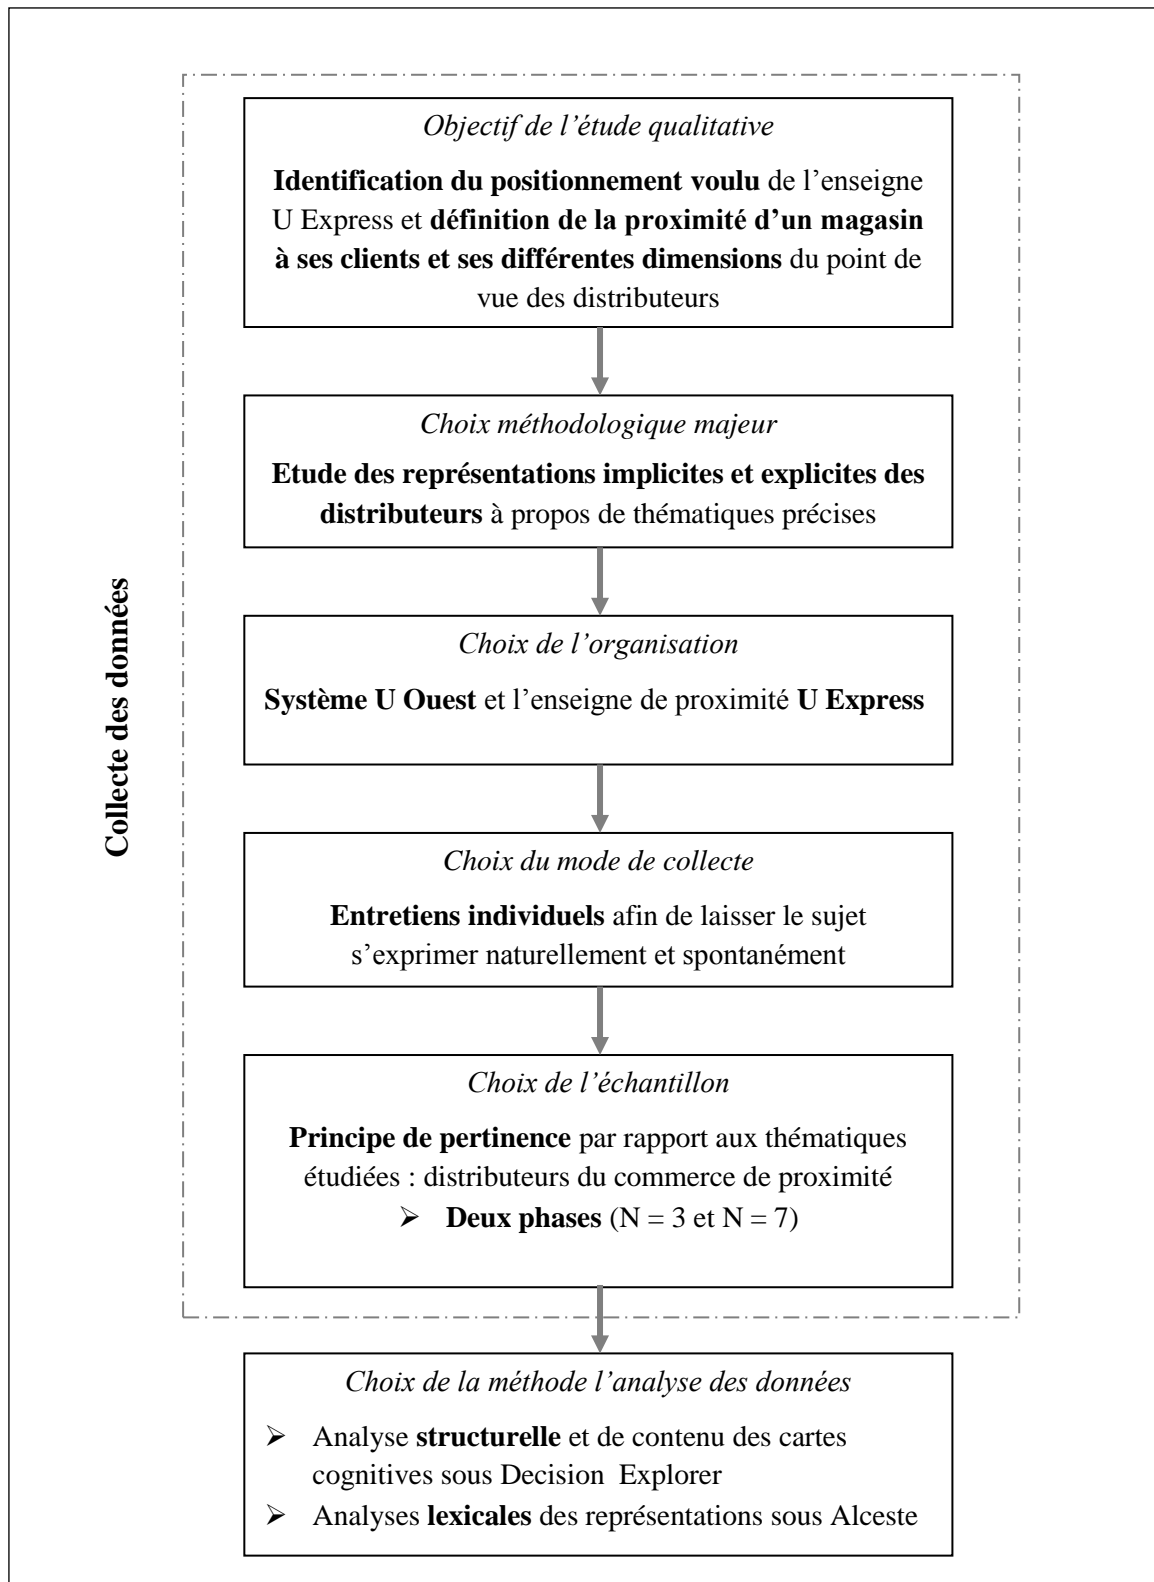 Collecte des données
Objectif de l’étude qualitative
Identification du positionnement voulu de l’enseigne
U Express et définition de la proximité d’un magasin
à ses clients et ses différentes dimensions du point de
vue des distributeurs
Choix méthodologique majeur
Etude des représentations implicites et explicites des
distributeurs à propos de thématiques précises
Choix de l’organisation
Système U Ouest et l’enseigne de proximité U Express
Choix du mode de collecte
Entretiens individuels afin de laisser le sujet
s’exprimer naturellement et spontanément
Choix de l’échantillon
Principe de pertinence par rapport aux thématiques
étudiées : distributeurs du commerce de proximité
➢ Deux phases (N = 3 et N = 7)
Choix de la méthode l’analyse des données
➢ Analyse structurelle et de contenu des cartes
cognitives sous Decision Explorer
➢ Analyses lexicales des représentations sous Alceste